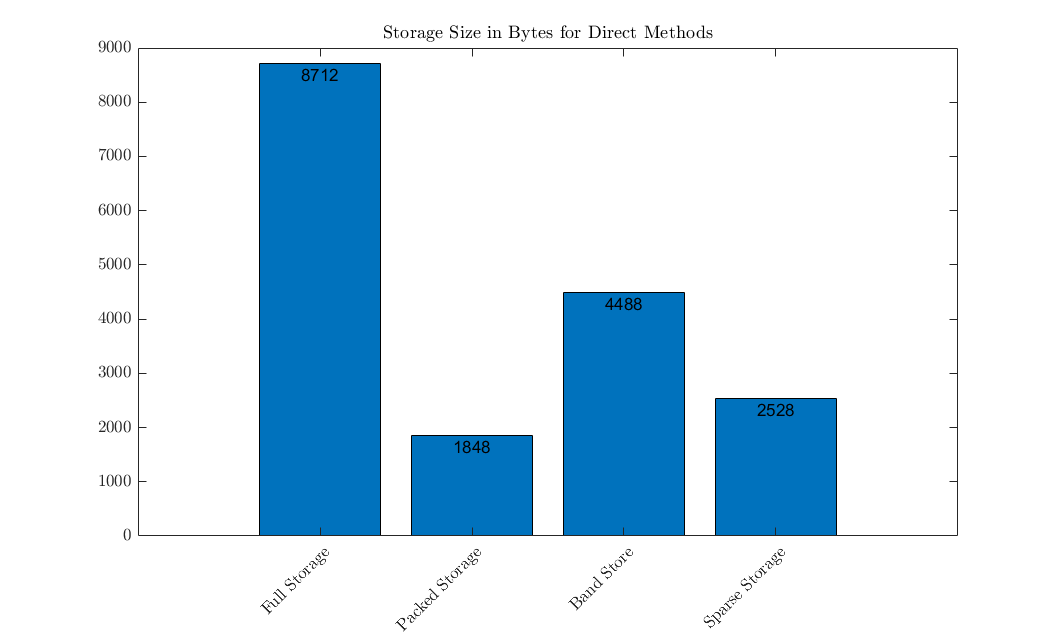 Storage Size in Bytes for Direct Methods
9000
8000
7000
6000
5000
4000
3000
2000
1000
0
8712
1848
4488
2528
Full Storage
Packed Storage
Band Store
Sparse Storage